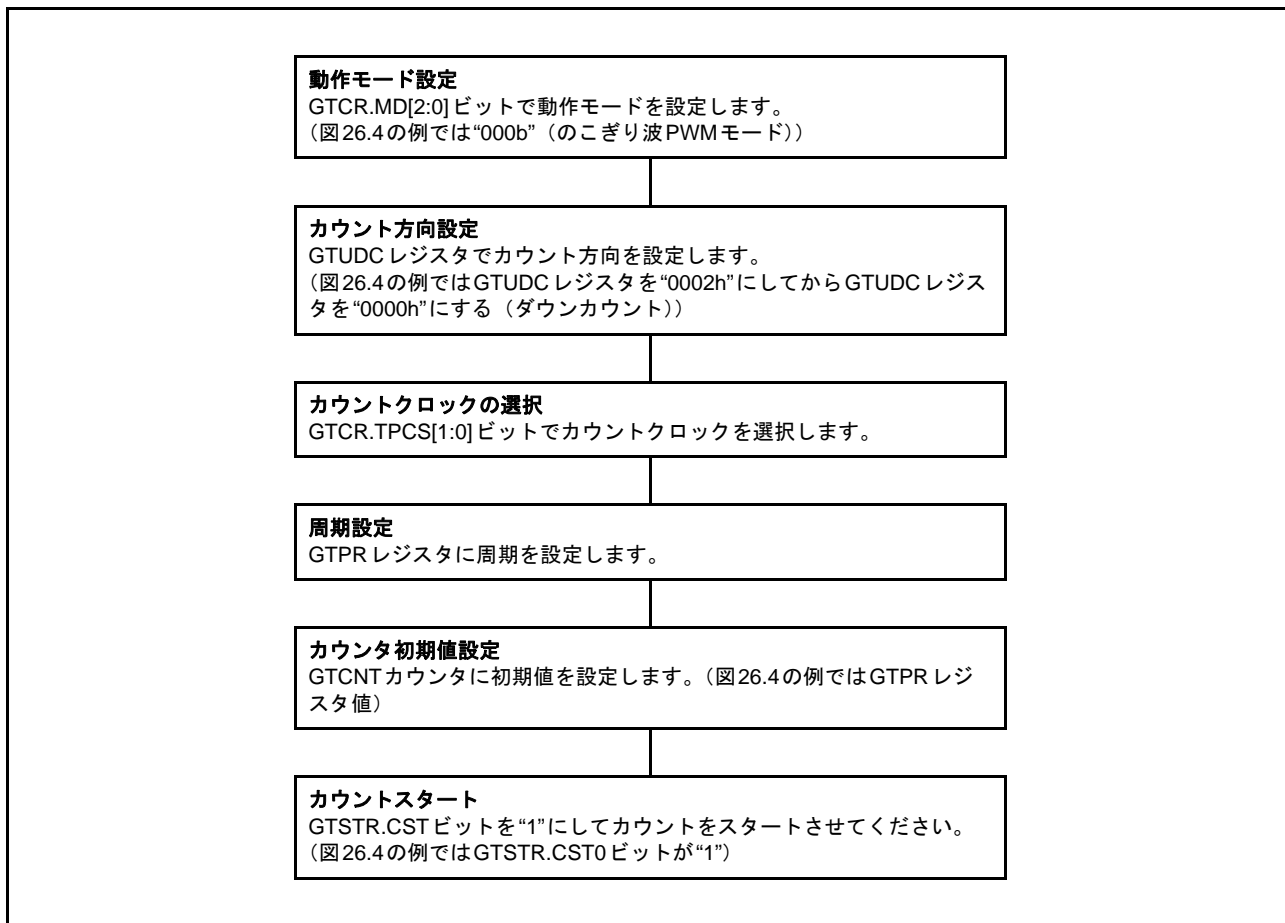 動作モード設定
GTCR.MD[2:0]ビットで動作モードを設定します。
（図26.4の例では“000b”（のこぎり波PWMモード））
カウント方向設定
GTUDCレジスタでカウント方向を設定します。
（図26.4の例ではGTUDCレジスタを“0002h”にしてからGTUDCレジス
タを“0000h”にする（ダウンカウント））
カウントクロックの選択
GTCR.TPCS[1:0]ビットでカウントクロックを選択します。
周期設定
GTPRレジスタに周期を設定します。
カウンタ初期値設定
GTCNTカウンタに初期値を設定します。（図26.4の例ではGTPRレジ
スタ値）
カウントスタート
GTSTR.CSTビットを“1”にしてカウントをスタートさせてください。
（図26.4の例ではGTSTR.CST0ビットが“1”）